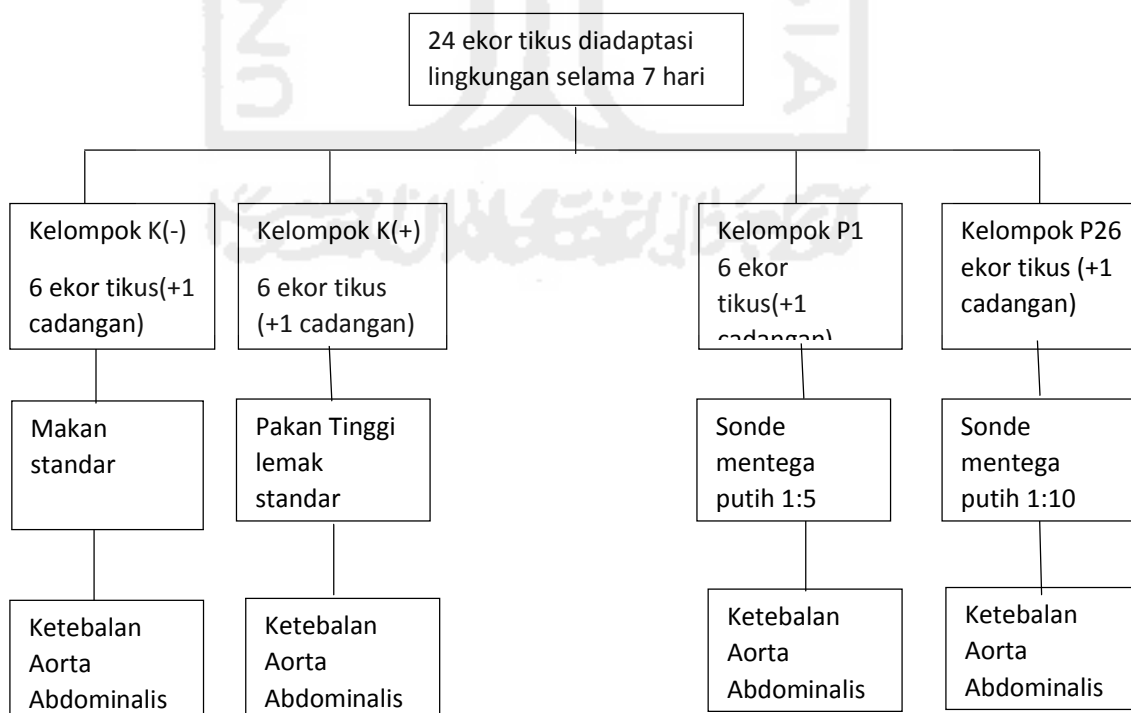 24 ekor tikus diadaptasi
lingkungan selama 7 hari
Kelompok K(-)
6 ekor tikus(+1
cadangan)
Kelompok K(+)
6 ekor tikus
(+1 cadangan)
Kelompok P1
6 ekor
tikus(+1
cadangan)
Kelompok P26
ekor tikus (+1
cadangan)
Makan
standar
Pakan Tinggi
lemak
standar
Sonde
mentega
putih 1:5
Sonde
mentega
putih 1:10
Ketebalan
Aorta
Abdominalis
Ketebalan
Aorta
Abdominalis
Ketebalan
Aorta
Abdominalis
Ketebalan
Aorta
Abdominalis